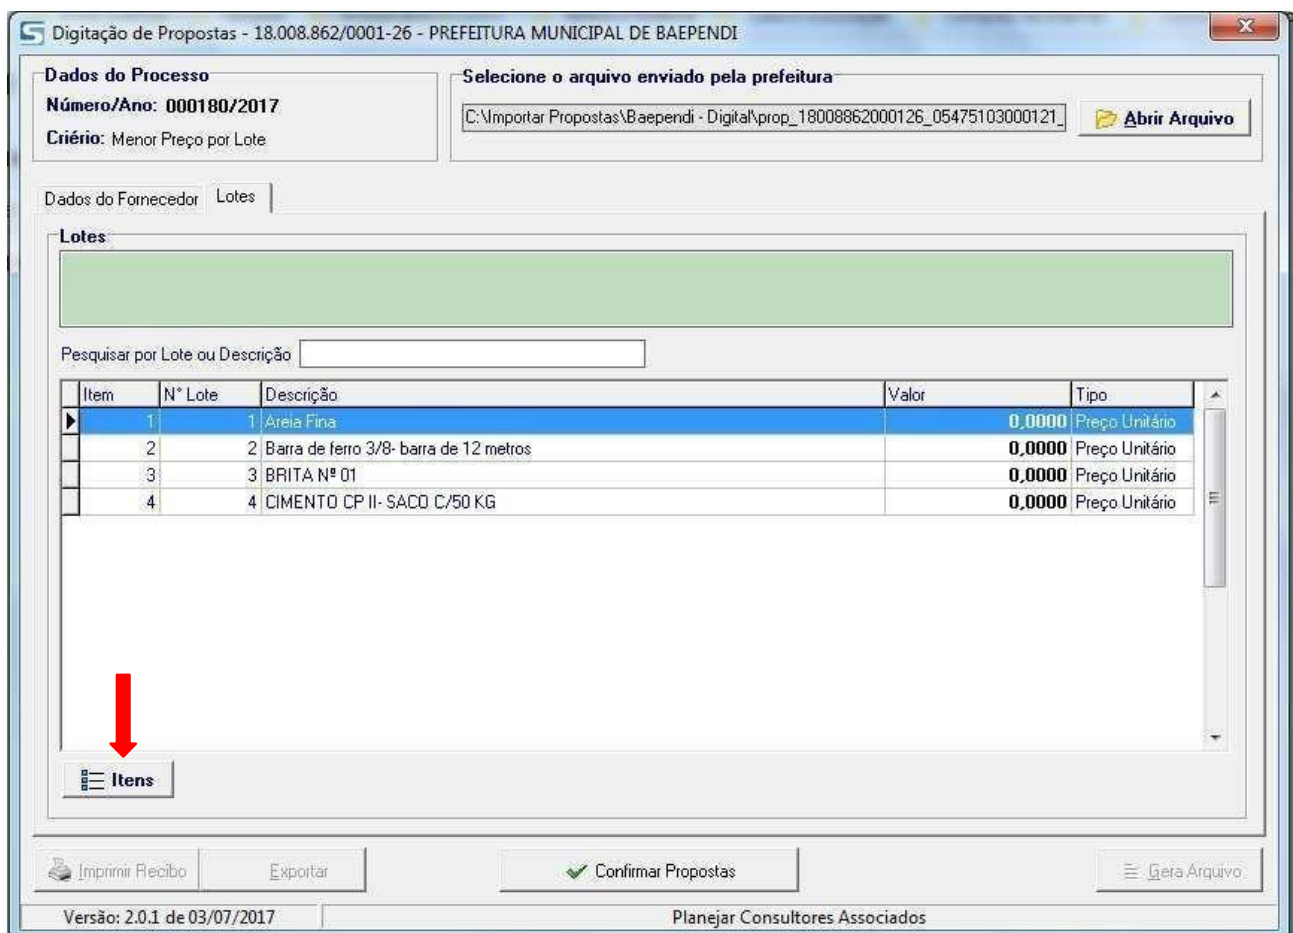 Digitação de Propostas - 18.008.862/0001-26 - PREFEITURA MUNICIPAL DE BAEPENDI
Dados do Processo
Número/Ano: 000180/2017
Criério: Menor Preço por Lote
Selecione o arquivo enviado pela prefeitura
C:\Importar Propostas\Baependi - Digital\prop_18008862000126_05475103000121_
Abrir Arquivo
Dados do Fornecedor Lotes
Lotes
Pesquisar por Lote ou Descrição
Item N° Lote Descrição Valor Tipo
1 1 Areia Fina 0,0000 Preço Unitário
2 2 Barra de ferro 3/8- barra de 12 metros 0,0000 Preço Unitário
3 3 BRITA Nº 01 0,0000 Preço Unitário
4 4 CIMENTO CP II- SACO C/50 KG 0,0000 Preço Unitário
Itens
Imprimir Recibo Exportar Confirmar Propostas Gera Arquivo
Versão: 2.0.1 de 03/07/2017 Planejar Consultores Associados